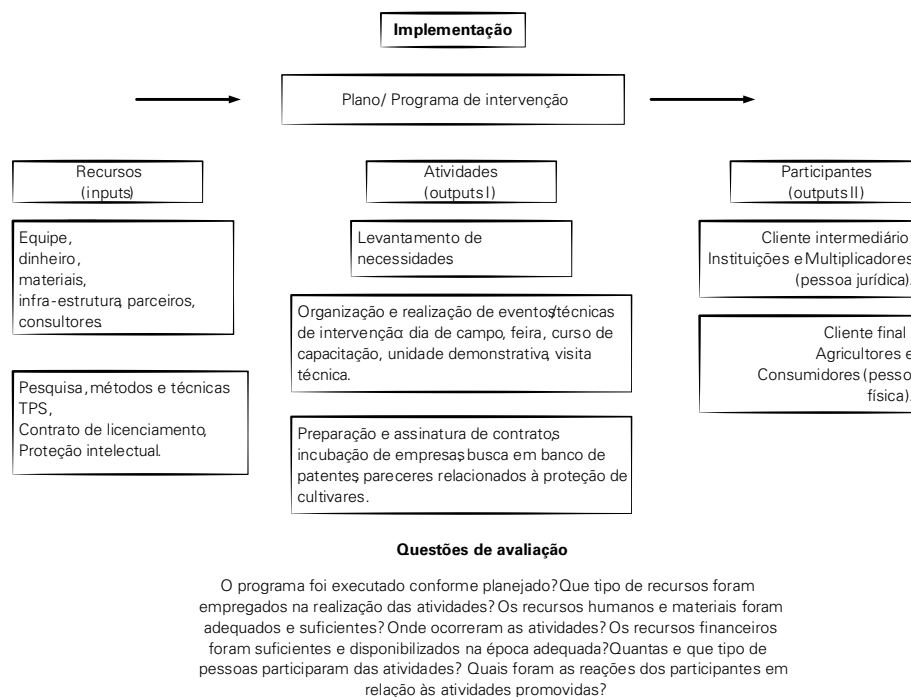 Implementação
Plano/ Programa de intervenção
Recursos
(inputs)
Equipe,
dinheiro,
materiais,
infra-estrutura, parceiros,
consultores.
Pesquisa, métodos e técnicas
TPS,
Contrato de licenciamento,
Proteção intelectual.
Atividades
(outputs I)
Levantamento de
necessidades
Organização e realização de eventos/técnicas
de intervenção: dia de campo, feira, curso de
capacitação, unidade demonstrativa, visita
técnica.
Preparação e assinatura de contratos,
incubação de empresas, busca em banco de
patentes, pareceres relacionados à proteção de
cultivares.
Participantes
(outputs II)
Cliente intermediário
Instituições e Multiplicadores
(pessoa jurídica).
Cliente final
Agricultores e
Consumidores (pesso
física).
Questões de avaliação
O programa foi executado conforme planejado? Que tipo de recursos foram
empregados na realização das atividades? Os recursos humanos e materiais foram
adequados e suficientes? Onde ocorreram as atividades? Os recursos financeiros
foram suficientes e disponibilizados na época adequada? Quantas e que tipo de
pessoas participaram das atividades? Quais foram as reações dos participantes em
relação às atividades promovidas?